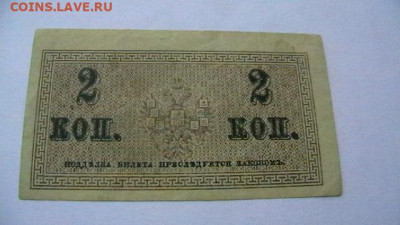 COINS.LAVE.RU
2 2
КОП. КОП.
ПОДДѢЛКА БИЛЕТА ПРЕСЛѢДУЕТСЯ ЗАКОНОМЪ.